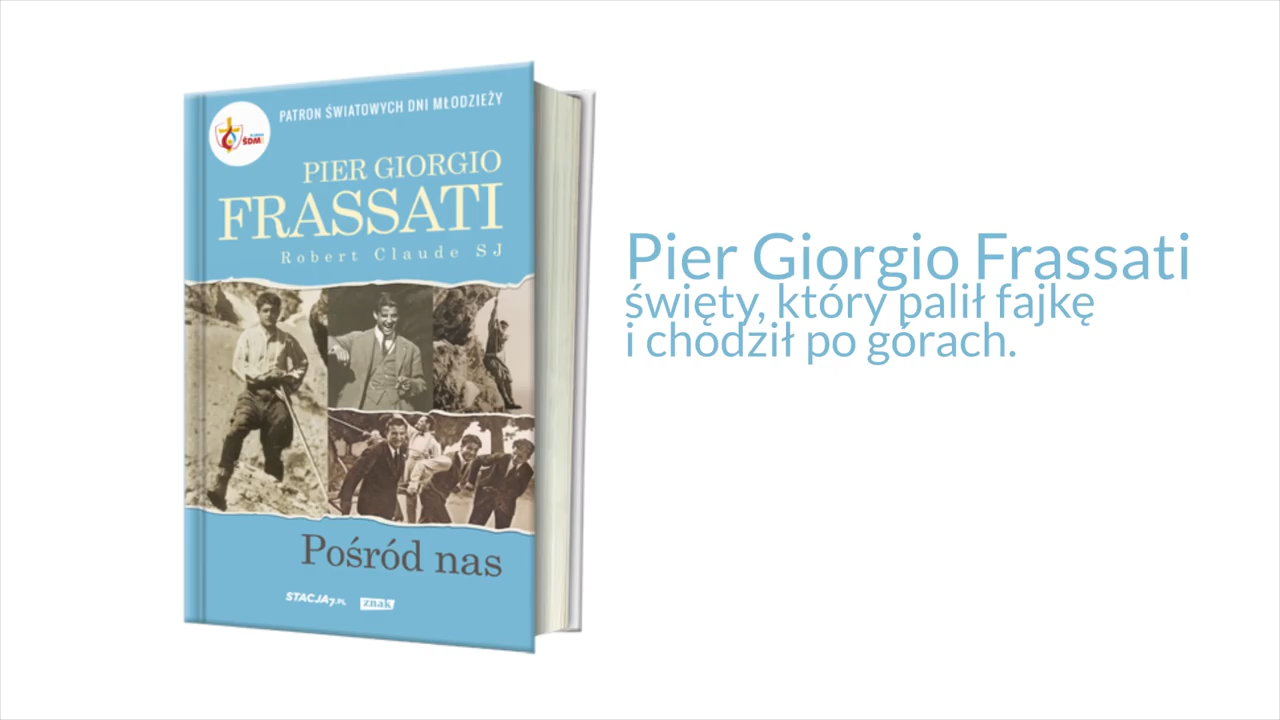 PATRON ŚWIATOWYCH DNI MŁODZIEŻY
ŚDM
PIER GIORGIO
FRASSATI
Robert Claude SJ
Pośród nas
STACJA7.PL
znak
Pier Giorgio Frassati
święty, który palił fajkę
i chodził po górach.